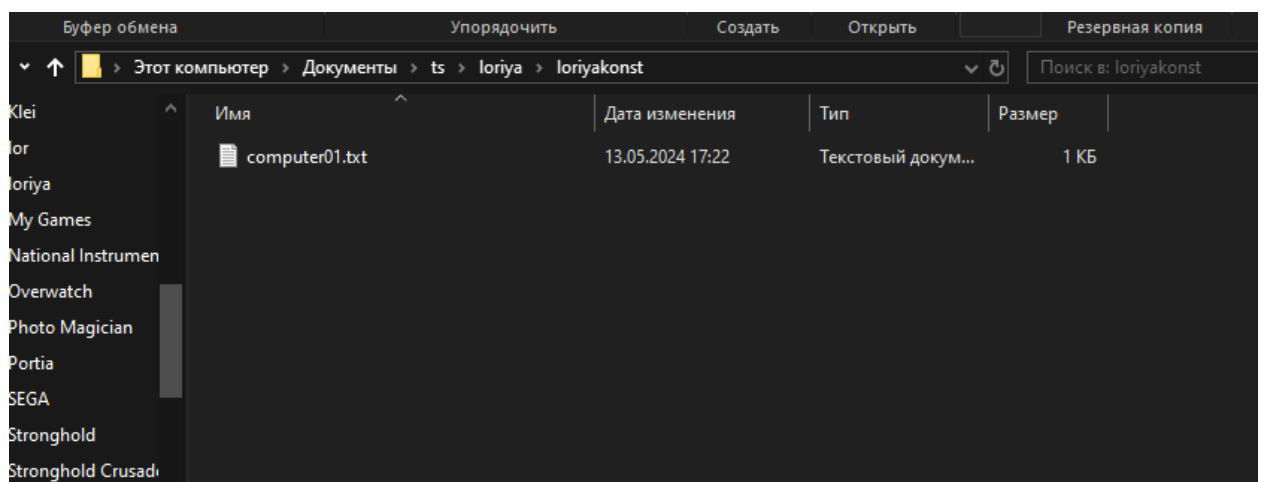 Буфер обмена Упорядочить Создать Открыть Резервная копия
Этот компьютер > Документы > ts > loriya > loriyakonst Поиск в: loriyakonst
Klei
lor
loriya
My Games
National Instrumen
Overwatch
Photo Magician
Portia
SEGA
Stronghold
Stronghold Crusad
Имя Дата изменения Тип Размер
computer01.txt 13.05.2024 17:22 Текстовый докум... 1 КБ